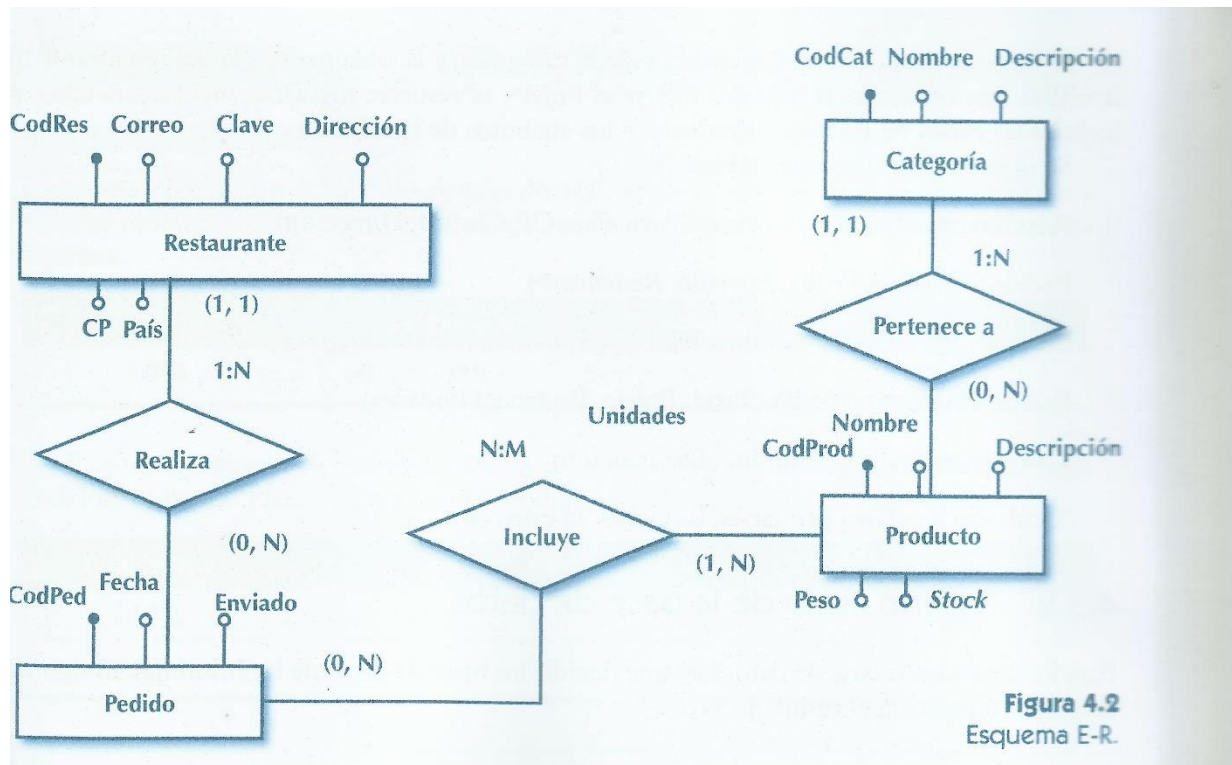 CodCat Nombre Descripción
Categoría
(1, 1)
1:N
Pertenece a
(0, N)
CodRes Correo Clave Dirección
Restaurante
CP País
(1, 1)
1:N
Realiza
(0, N)
Unidades
N:M
Incluye
(1, N)
(0, N)
Nombre
CodProd
Descripción
Producto
Peso Stock
Fecha
CodPed
Enviado
Pedido
Figura 4.2
Esquema E-R.